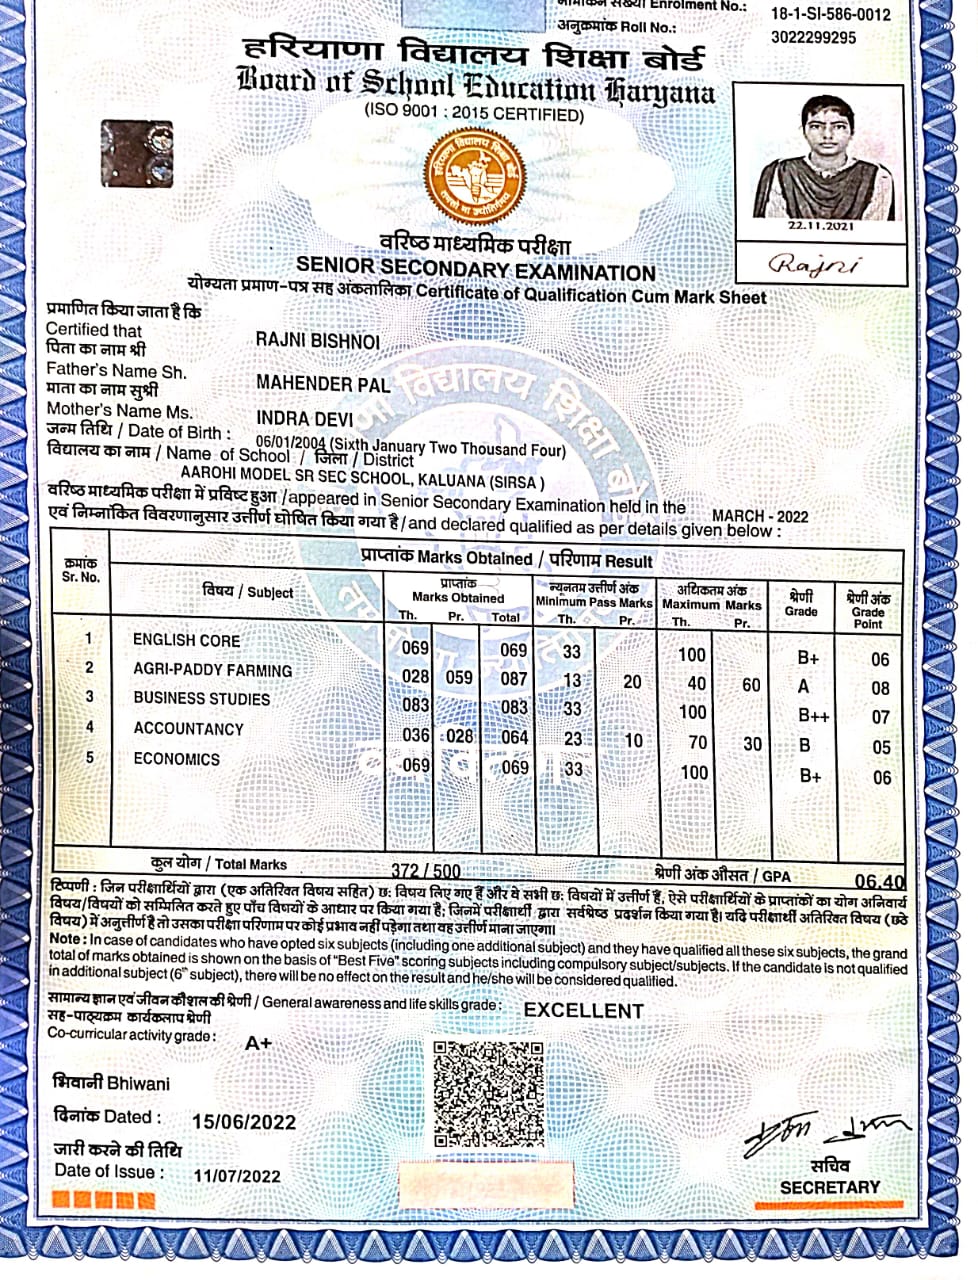 नामांकन संख्या Enrolment No.: 18-1-SI-586-0012
अनुक्रमांक Roll No.: 3022299295
हरियाणा विद्यालय शिक्षा बोर्ड
Board of School Education Haryana
(ISO 9001 : 2015 CERTIFIED)
हरियाणा विद्यालय शिक्षा बोर्ड
तमसो मा ज्योतिर्गमय
22.11.2021
Rajni
वरिष्ठ माध्यमिक परीक्षा
SENIOR SECONDARY EXAMINATION
योग्यता प्रमाण-पत्र सह अंकतालिका Certificate of Qualification Cum Mark Sheet
प्रमाणित किया जाता है कि
Certified that RAJNI BISHNOI
पिता का नाम श्री
Father's Name Sh. MAHENDER PAL
माता का नाम सुश्री
Mother's Name Ms. INDRA DEVI
जन्म तिथि / Date of Birth : 06/01/2004 (Sixth January Two Thousand Four)
विद्यालय का नाम / Name of School / जिला / District
AAROHI MODEL SR SEC SCHOOL, KALUANA (SIRSA )
वरिष्ठ माध्यमिक परीक्षा में प्रविष्ट हुआ /appeared in Senior Secondary Examination held in the MARCH - 2022
एवं निम्नांकित विवरणानुसार उत्तीर्ण घोषित किया गया है / and declared qualified as per details given below :
प्राप्तांक Marks Obtained / परिणाम Result
क्रमांक Sr. No. विषय / Subject प्राप्तांक Marks Obtained न्यूनतम उत्तीर्ण अंक Minimum Pass Marks अधिकतम अंक Maximum Marks श्रेणी Grade श्रेणी अंक Grade Point
Th. Pr. Total Th. Pr. Th. Pr.
1 ENGLISH CORE 069 069 33 100 B+ 06
2 AGRI-PADDY FARMING 028 059 087 13 20 40 60 A 08
3 BUSINESS STUDIES 083 083 33 100 B++ 07
4 ACCOUNTANCY 036 028 064 23 10 70 30 B 05
5 ECONOMICS 069 069 33 100 B+ 06
कुल योग / Total Marks 372 / 500 श्रेणी अंक औसत / GPA 06.40
टिप्पणी : जिन परीक्षार्थियों द्वारा (एक अतिरिक्त विषय सहित) छ: विषय लिए गए हैं और वे सभी छ: विषयों में उत्तीर्ण हैं, ऐसे परीक्षार्थियों के प्राप्तांकों का योग अनिवार्य
विषय/विषयों को सम्मिलित करते हुए पाँच विषयों के आधार पर किया गया है; जिनमें परीक्षार्थी द्वारा सर्वश्रेष्ठ प्रदर्शन किया गया है। यदि परीक्षार्थी अतिरिक्त विषय (छठे
विषय) में अनुत्तीर्ण है तो उसका परीक्षा परिणाम पर कोई प्रभाव नहीं पड़ेगा तथा वह उत्तीर्ण माना जाएगा।
Note : In case of candidates who have opted six subjects (including one additional subject) and they have qualified all these six subjects, the grand
total of marks obtained is shown on the basis of "Best Five" scoring subjects including compulsory subject/subjects. If the candidate is not qualified
in additional subject (6th subject), there will be no effect on the result and he/she will be considered qualified.
सामान्य ज्ञान एवं जीवन कौशल की श्रेणी / General awareness and life skills grade : EXCELLENT
सह-पाठ्यक्रम कार्यकलाप श्रेणी
Co-curricular activity grade : A+
भिवानी Bhiwani
दिनांक Dated : 15/06/2022
जारी करने की तिथि
Date of Issue : 11/07/2022
सचिव
SECRETARY